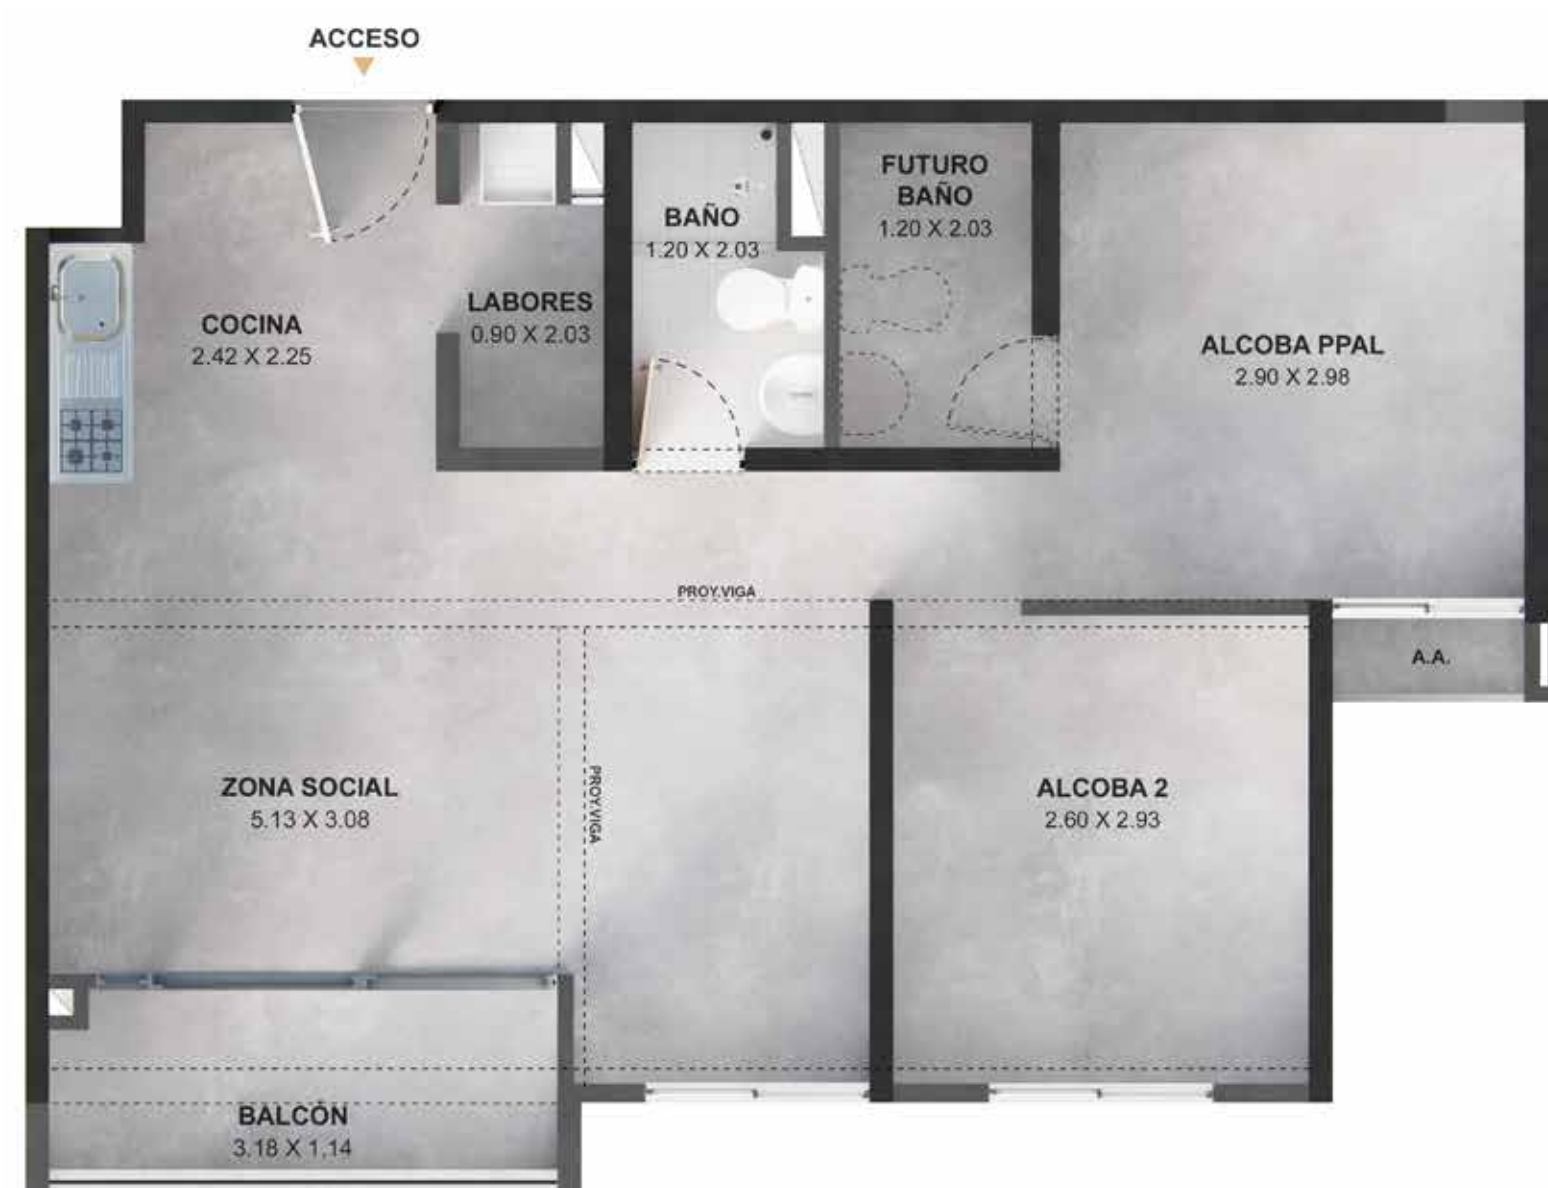 ACCESO
FUTURO
BAÑO
1.20 X 2.03
BAÑO
1.20 X 2.03
LABORES
0.90 X 2.03
COCINA
2.42 X 2.25
ALCOBA PPAL
2.90 X 2.98
PROY.VIGA
A.A.
ZONA SOCIAL
5.13 X 3.08
PROY.VIGA
ALCOBA 2
2.60 X 2.93
BALCÓN
3.18 X 1,14